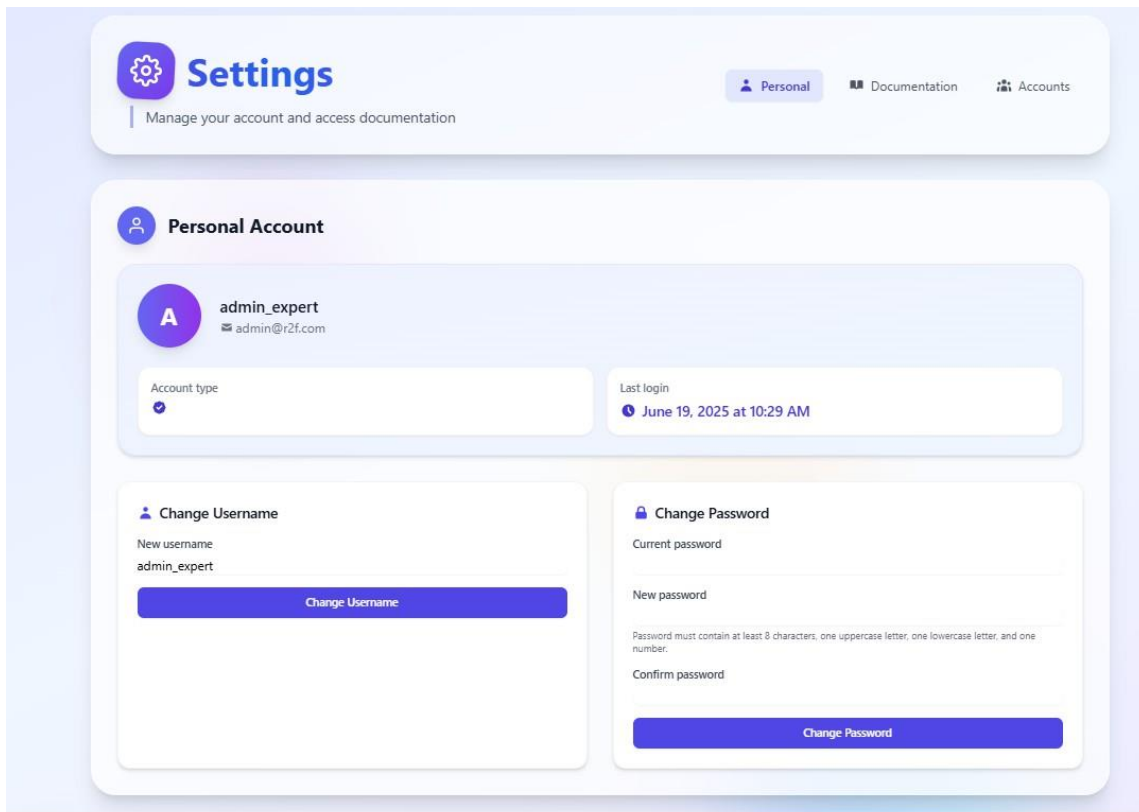 Settings
Manage your account and access documentation
Personal
Documentation
Accounts
Personal Account
A
admin_expert
admin@r2f.com
Account type
Last login
June 19, 2025 at 10:29 AM
Change Username
New username
admin_expert
Change Username
Change Password
Current password
New password
Password must contain at least 8 characters, one uppercase letter, one lowercase letter, and one
number.
Confirm password
Change Password